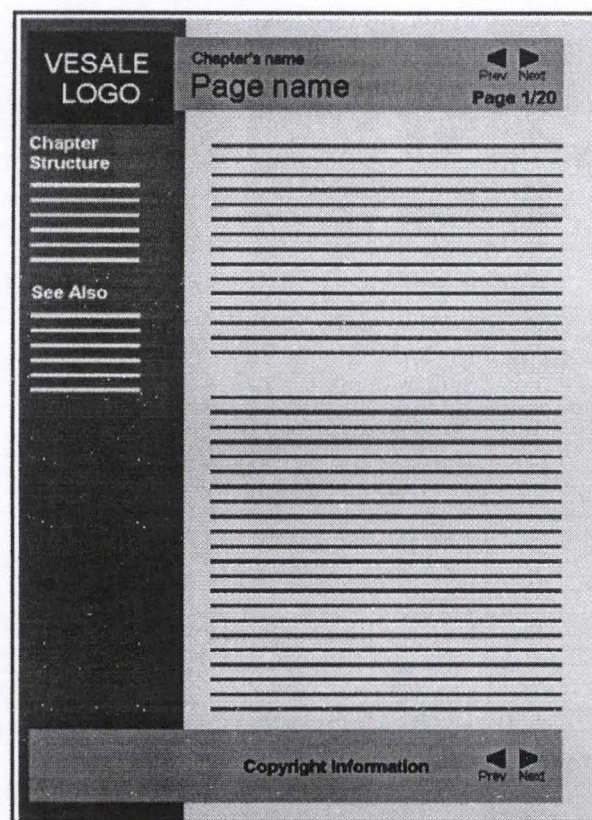 VESALE
LOGO
Chapter's name
Page name
Prev Next
Page 1/20
Chapter
Structure
See Also
Copyright Information
Prev Next